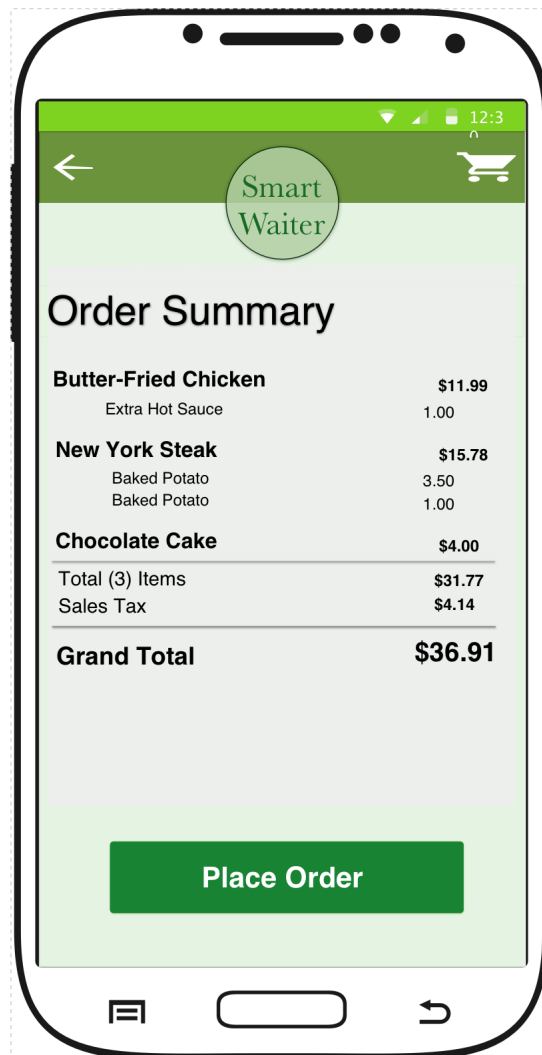 12:3
Smart
Waiter
Order Summary
Butter-Fried Chicken $11.99
Extra Hot Sauce 1.00
New York Steak $15.78
Baked Potato 3.50
Baked Potato 1.00
Chocolate Cake $4.00
Total (3) Items $31.77
Sales Tax $4.14
Grand Total $36.91
Place Order